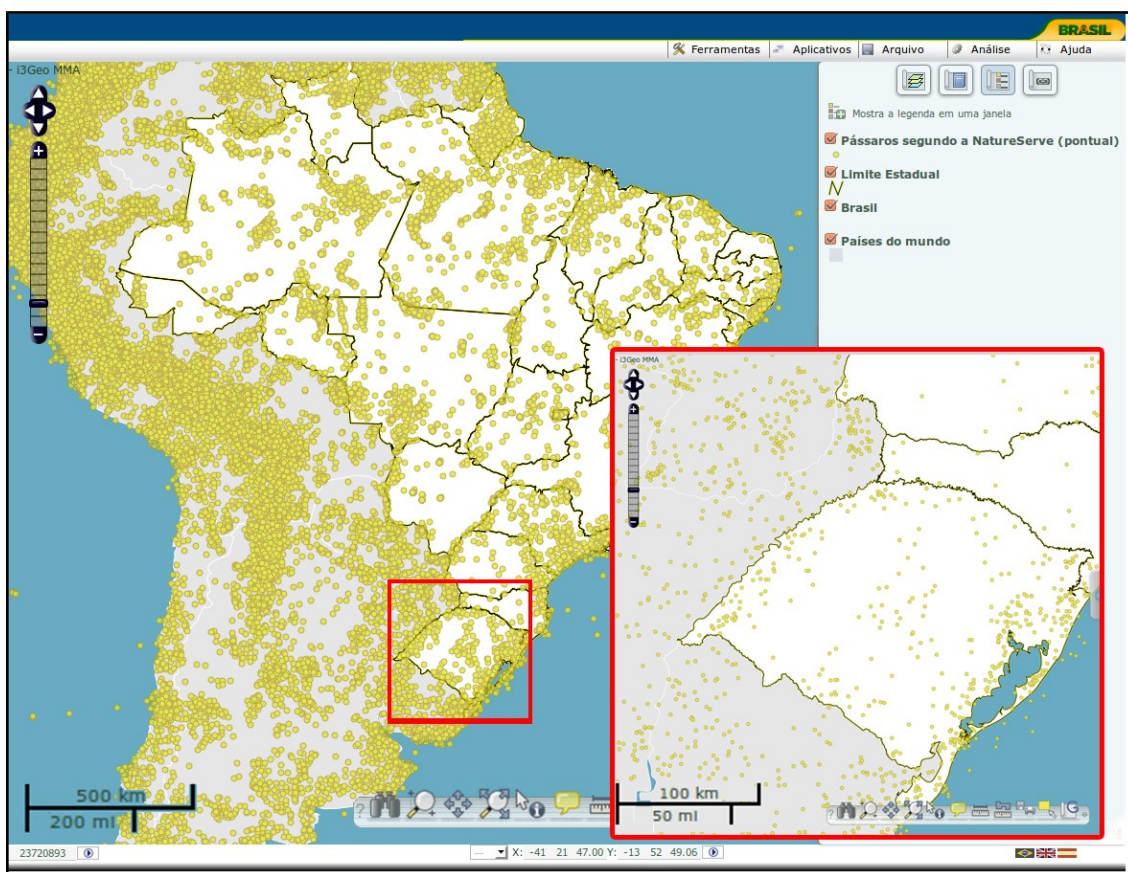 BRASIL
Ferramentas Aplicativos Arquivo Análise Ajuda
- i3Geo MMA
Mostra a legenda em uma janela
Pássaros segundo a NatureServe (pontual)
Limite Estadual
Brasil
Países do mundo
- i3Geo MMA
500 km
200 mi
?
100 km
50 mi
?
23720893
X: -41 21 47.00 Y: -13 52 49.06